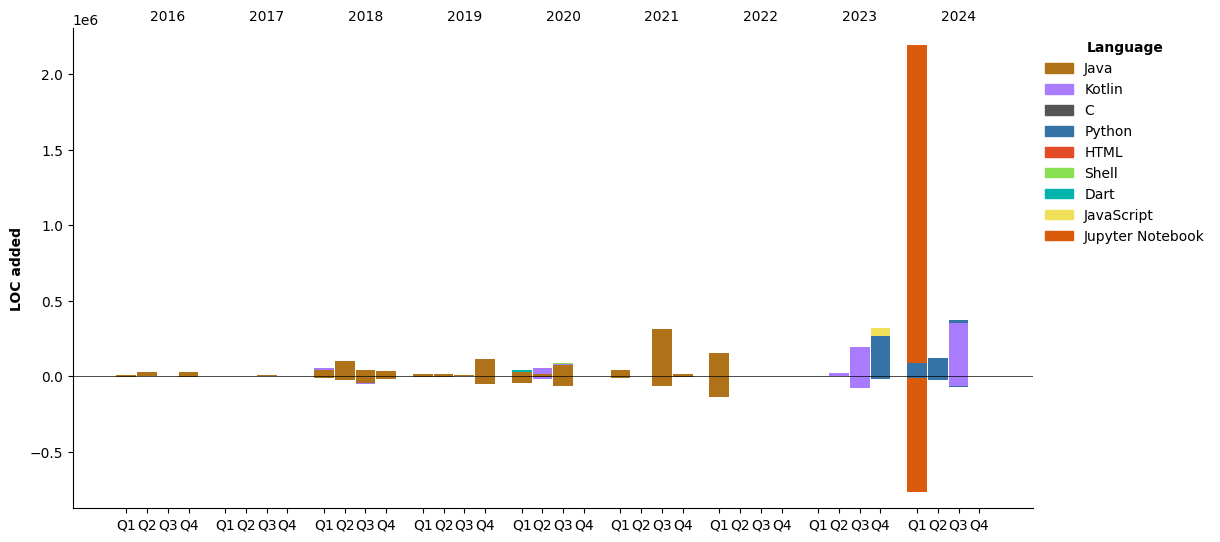 1e6
2016 2017 2018 2019 2020 2021 2022 2023 2024
Language
Java
Kotlin
C
Python
HTML
Shell
Dart
JavaScript
Jupyter Notebook
LOC added
2.0
1.5
1.0
0.5
0.0
−0.5
Q1 Q2 Q3 Q4 Q1 Q2 Q3 Q4 Q1 Q2 Q3 Q4 Q1 Q2 Q3 Q4 Q1 Q2 Q3 Q4 Q1 Q2 Q3 Q4 Q1 Q2 Q3 Q4 Q1 Q2 Q3 Q4 Q1 Q2 Q3 Q4